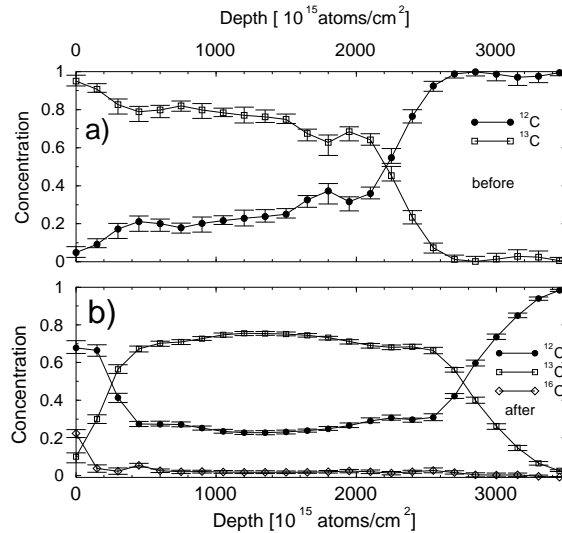 Depth [ 10^15 atoms/cm^2]
0 1000 2000 3000
1
0.8
0.6
0.4
0.2
0
Concentration
a)
^12C
^13C
before
1
0.8
0.6
0.4
0.2
0
Concentration
b)
^12C
^13C
^16C
after
0 1000 2000 3000
Depth [10^15 atoms/cm^2]